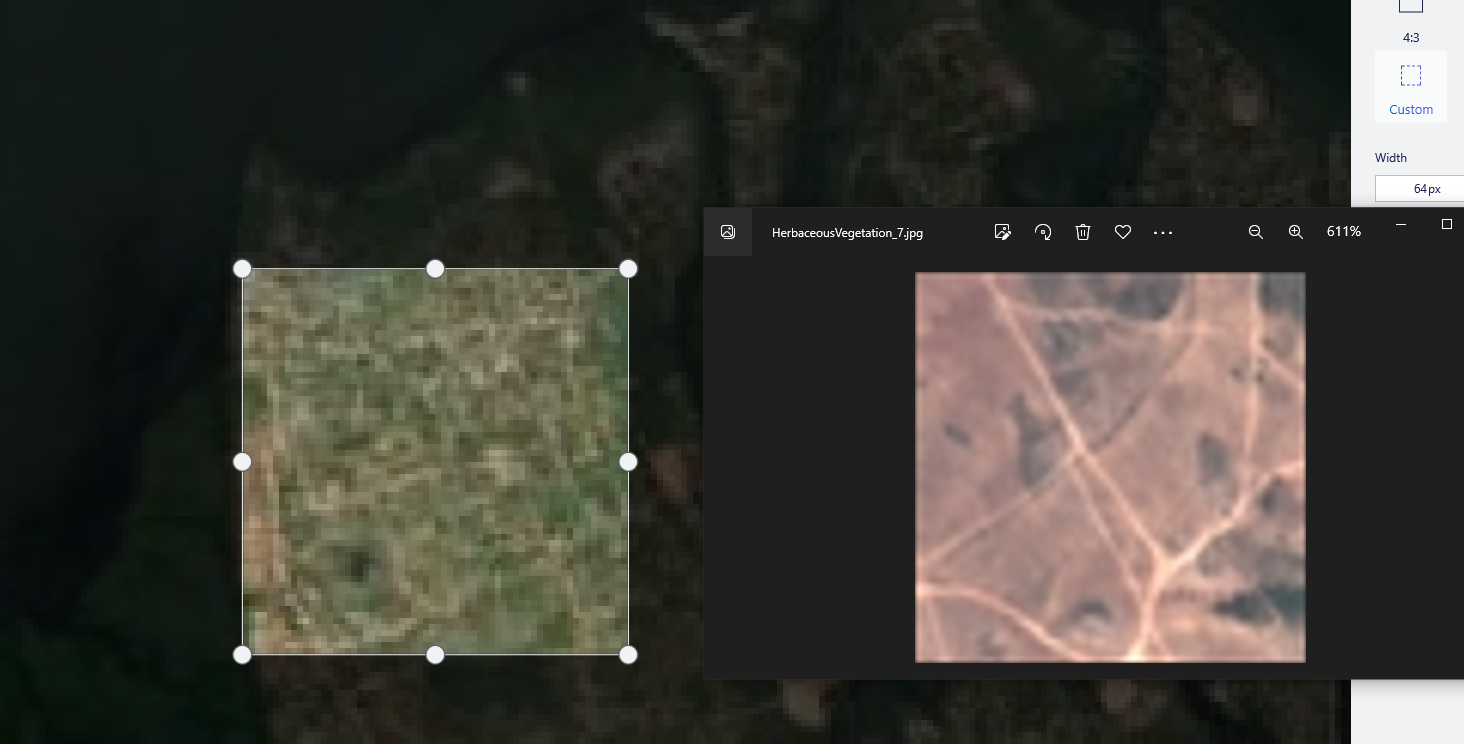 4:3
Custom
Width
64px
HerbaceousVegetation_7.jpg
611%